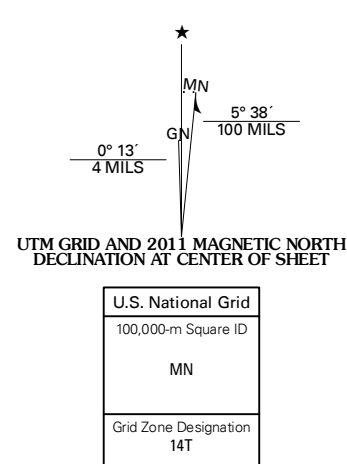 ★
MN
5° 38´
100 MILS
GN
0° 13´
4 MILS
UTM GRID AND 2011 MAGNETIC NORTH
DECLINATION AT CENTER OF SHEET
U.S. National Grid
100,000-m Square ID
MN
Grid Zone Designation
14T